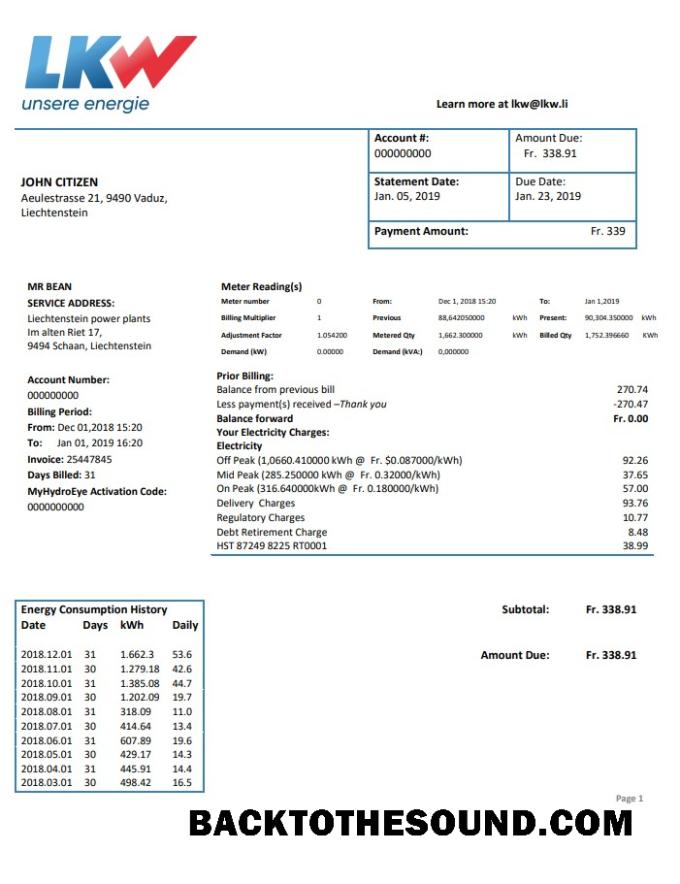 LKW
unsere energie
Learn more at lkw@lkw.li
Account #: Amount Due:
000000000 Fr. 338.91
JOHN CITIZEN
Aeulestrasse 21, 9490 Vaduz,
Liechtenstein
Statement Date: Due Date:
Jan. 05, 2019 Jan. 23, 2019
Payment Amount: Fr. 339
MR BEAN
SERVICE ADDRESS:
Liechtenstein power plants
Im alten Riet 17,
9494 Schaan, Liechtenstein
Account Number:
000000000
Billing Period:
From: Dec 01,2018 15:20
To: Jan 01, 2019 16:20
Invoice: 25447845
Days Billed: 31
MyHydroEye Activation Code:
0000000000
Meter Reading(s)
Meter number 0 From: Dec 1, 2018 15:20 To: Jan 1,2019
Billing Multiplier 1 Previous 88,642050000 kWh Present: 90,304.350000 kWh
Adjustment Factor 1.054200 Metered Qty 1,662.300000 kWh Billed Qty 1,752.396660 KWh
Demand (kW) 0.00000 Demand (kVA:) 0,000000
Prior Billing:
Balance from previous bill 270.74
Less payment(s) received –Thank you -270.47
Balance forward Fr. 0.00
Your Electricity Charges:
Electricity
Off Peak (1,0660.410000 kWh @ Fr. $0.087000/kWh) 92.26
Mid Peak (285.250000 kWh @ Fr. 0.32000/kWh) 37.65
On Peak (316.640000kWh @ Fr. 0.180000/kWh) 57.00
Delivery Charges 93.76
Regulatory Charges 10.77
Debt Retirement Charge 8.48
HST 87249 8225 RT0001 38.99
Energy Consumption History
Date Days kWh Daily
2018.12.01 31 1.662.3 53.6
2018.11.01 30 1.279.18 42.6
2018.10.01 31 1.385.08 44.7
2018.09.01 30 1.202.09 19.7
2018.08.01 31 318.09 11.0
2018.07.01 30 414.64 13.4
2018.06.01 31 607.89 19.6
2018.05.01 30 429.17 14.3
2018.04.01 31 445.91 14.4
2018.03.01 30 498.42 16.5
Subtotal: Fr. 338.91
Amount Due: Fr. 338.91
Page 1
BACKTOTHESOUND.COM